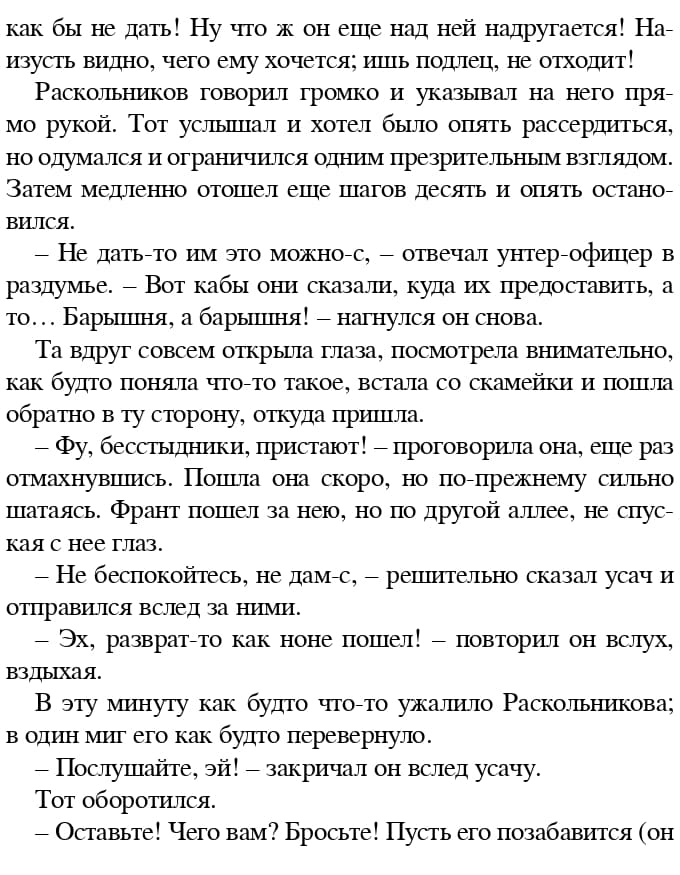 как бы не дать! Ну что ж он еще над ней надругается! На-
изусть видно, чего ему хочется; ишь подлец, не отходит!
Раскольников говорил громко и указывал на него пря-
мо рукой. Тот услышал и хотел было опять рассердиться,
но одумался и ограничился одним презрительным взглядом.
Затем медленно отошел еще шагов десять и опять остано-
вился.
– Не дать-то им это можно-с, – отвечал унтер-офицер в
раздумье. – Вот кабы они сказали, куда их предоставить, а
то… Барышня, а барышня! – нагнулся он снова.
Та вдруг совсем открыла глаза, посмотрела внимательно,
как будто поняла что-то такое, встала со скамейки и пошла
обратно в ту сторону, откуда пришла.
– Фу, бесстыдники, пристают! – проговорила она, еще раз
отмахнувшись. Пошла она скоро, но по-прежнему сильно
шатаясь. Франт пошел за нею, но по другой аллее, не спус-
кая с нее глаз.
– Не беспокойтесь, не дам-с, – решительно сказал усач и
отправился вслед за ними.
– Эх, разврат-то как ноне пошел! – повторил он вслух,
вздыхая.
В эту минуту как будто что-то ужалило Раскольникова;
в один миг его как будто перевернуло.
– Послушайте, эй! – закричал он вслед усачу.
Тот оборотился.
– Оставьте! Чего вам? Бросьте! Пусть его позабавится (он